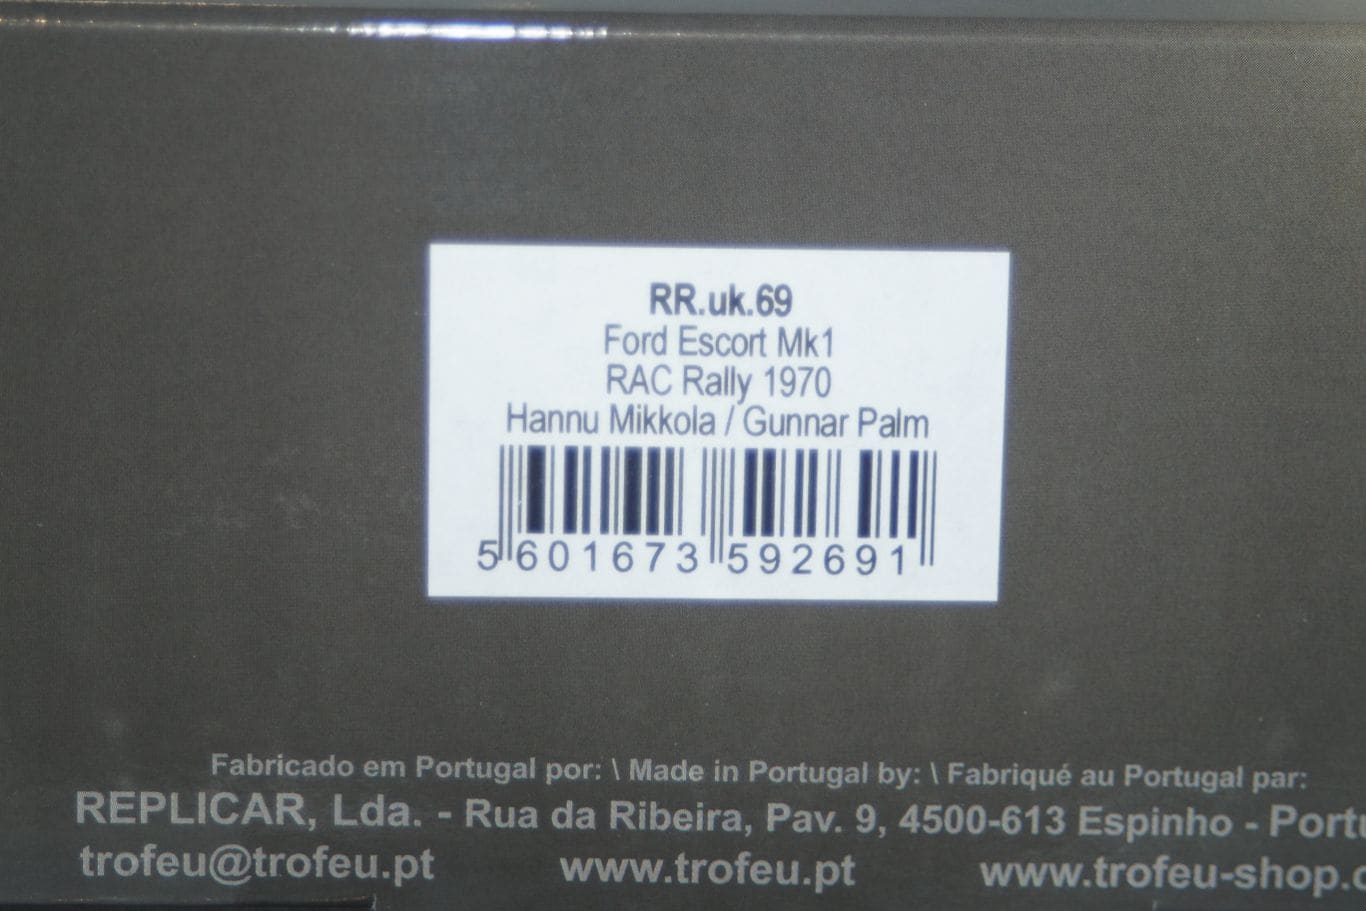 RR.uk.69
Ford Escort Mk1
RAC Rally 1970
Hannu Mikkola / Gunnar Palm
5 601673 592691
Fabricado em Portugal por: \ Made in Portugal by: \ Fabriqué au Portugal par:
REPLICAR, Lda. - Rua da Ribeira, Pav. 9, 4500-613 Espinho -
trofeu@trofeu.pt www.trofeu.pt